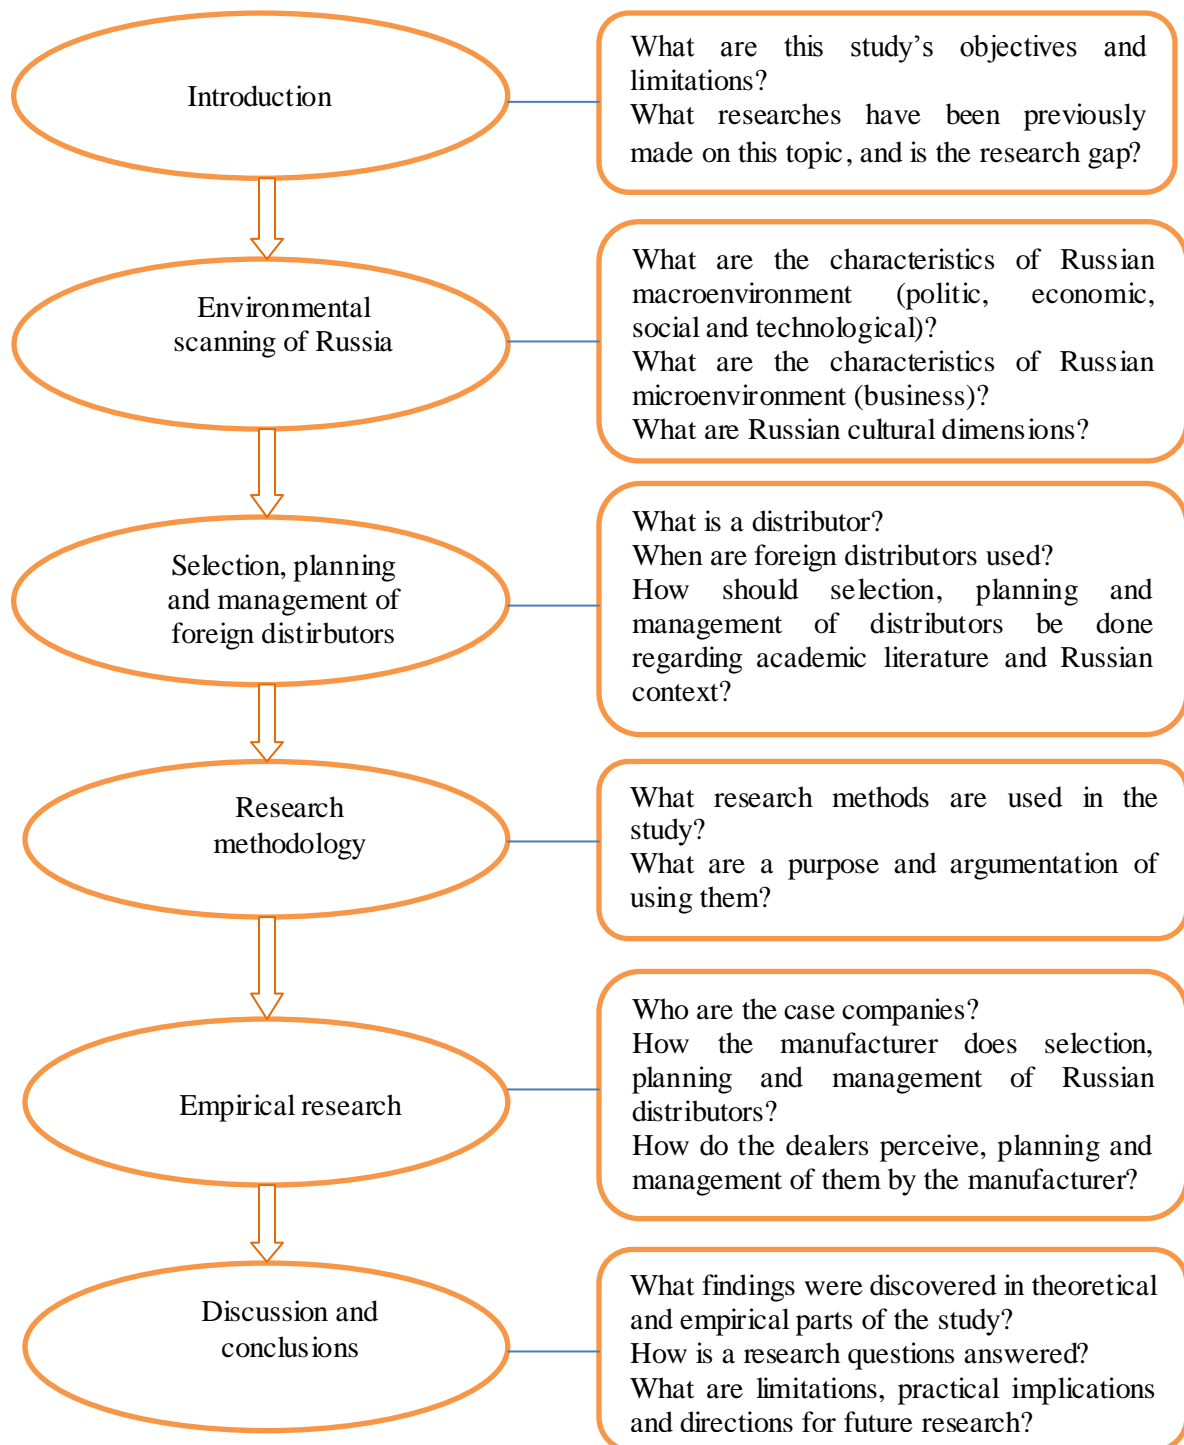 Introduction
What are this study's objectives and
limitations?
What researches have been previously
made on this topic, and is the research gap?
Environmental
scanning of Russia
What are the characteristics of Russian
macroenvironment (politic, economic,
social and technological)?
What are the characteristics of Russian
microenvironment (business)?
What are Russian cultural dimensions?
Selection, planning
and management of
foreign distirbutors
What is a distributor?
When are foreign distributors used?
How should selection, planning and
management of distributors be done
regarding academic literature and Russian
context?
Research
methodology
What research methods are used in the
study?
What are a purpose and argumentation of
using them?
Empirical research
Who are the case companies?
How the manufacturer does selection,
planning and management of Russian
distributors?
How do the dealers perceive, planning and
management of them by the manufacturer?
Discussion and
conclusions
What findings were discovered in theoretical
and empirical parts of the study?
How is a research questions answered?
What are limitations, practical implications
and directions for future research?